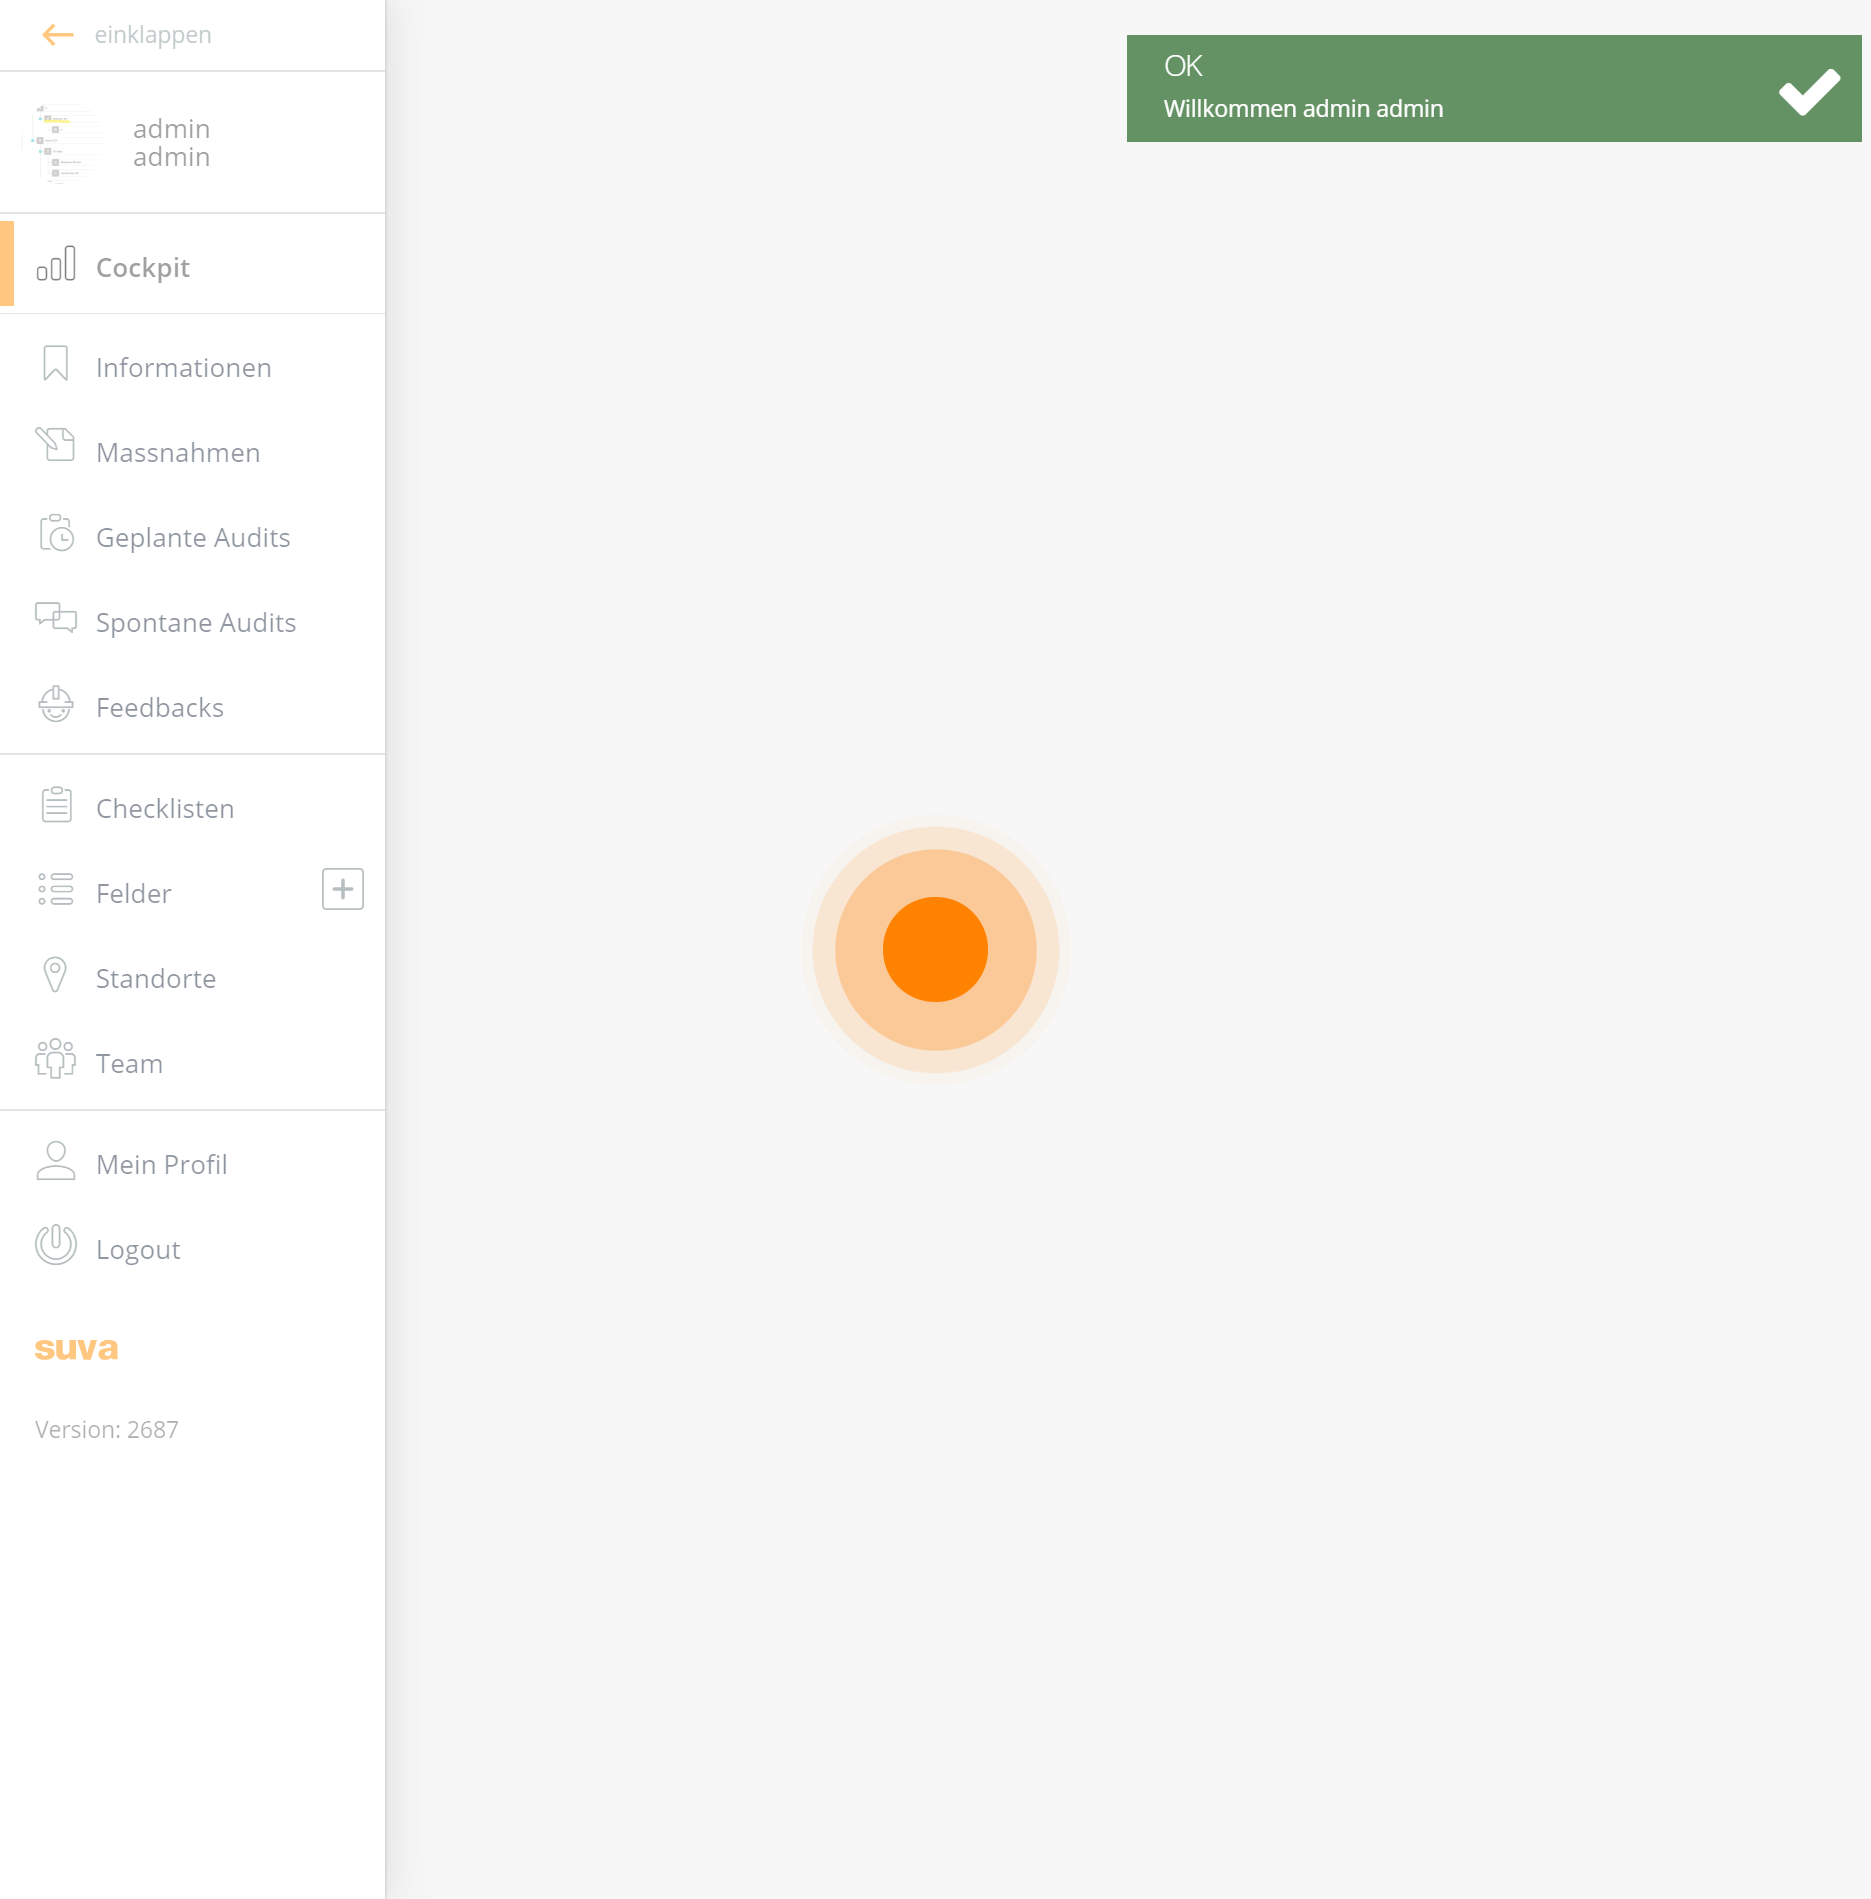 einklappen
admin
admin
Cockpit
Informationen
Massnahmen
Geplante Audits
Spontane Audits
Feedbacks
Checklisten
Felder
Standorte
Team
Mein Profil
Logout
suva
Version: 2687
OK
Willkommen admin admin